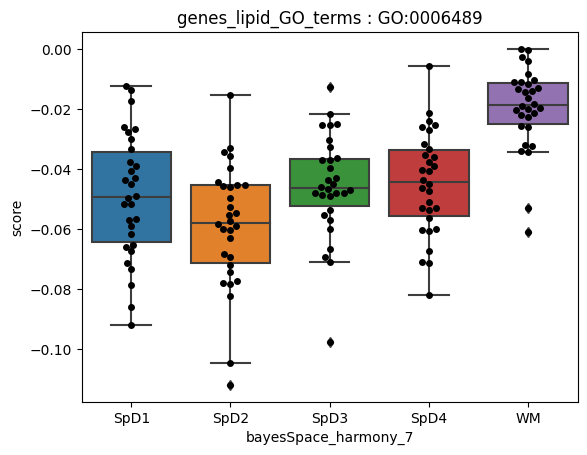 genes_lipid_GO_terms : GO:0006489
0.00
−0.02
−0.04
−0.06
−0.08
−0.10
score
SpD1 SpD2 SpD3 SpD4 WM
bayesSpace_harmony_7